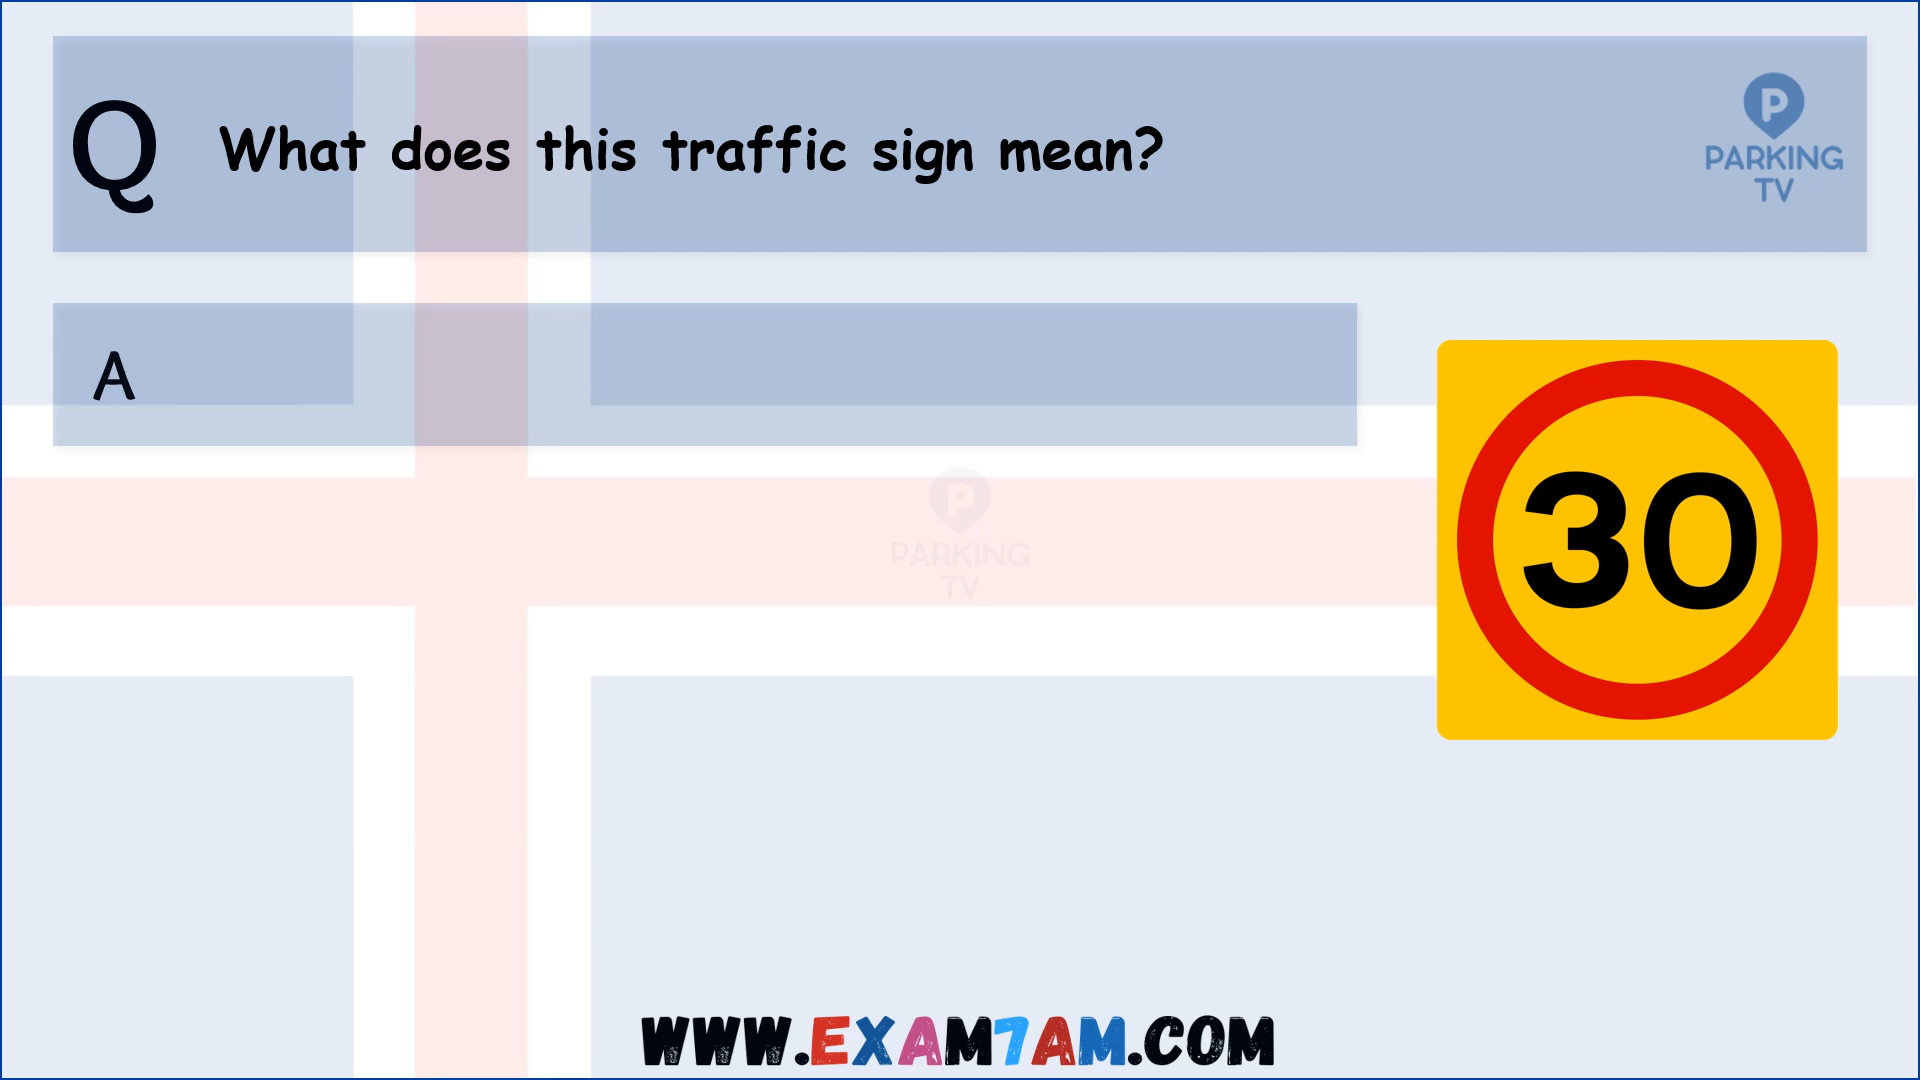 Q What does this traffic sign mean?
P
PARKING
TV
A
30
P
PARKING
TV
WWW.EXAM7AM.COM